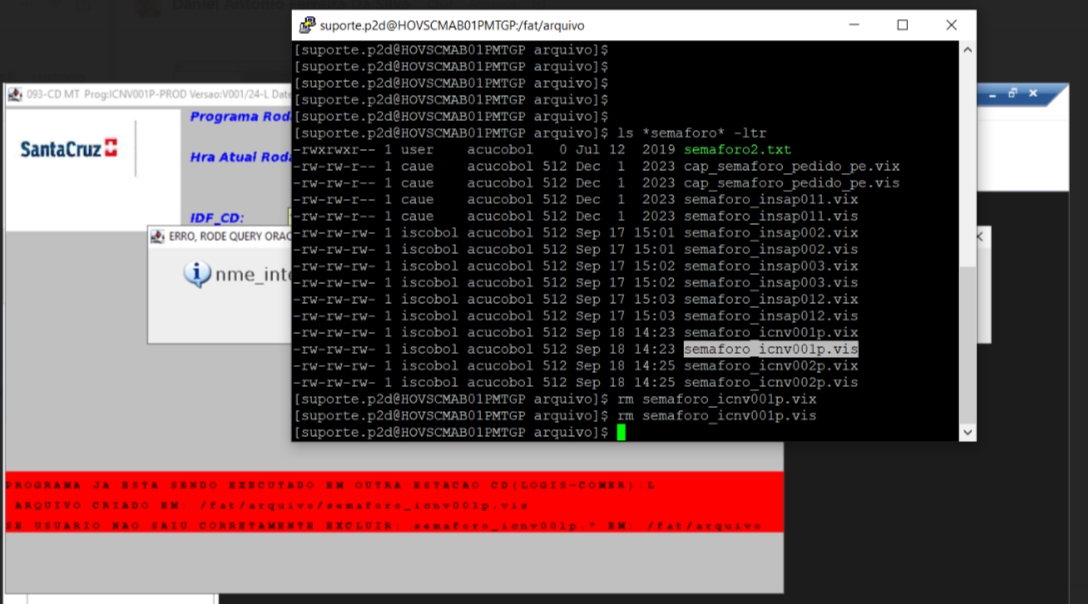 suporte.p2d@HOVSCMAB01PMTGP:/fat/arquivo
[suporte.p2d@HOVSCMAB01PMTGP arquivo]$
[suporte.p2d@HOVSCMAB01PMTGP arquivo]$
[suporte.p2d@HOVSCMAB01PMTGP arquivo]$
[suporte.p2d@HOVSCMAB01PMTGP arquivo]$
[suporte.p2d@HOVSCMAB01PMTGP arquivo]$
[suporte.p2d@HOVSCMAB01PMTGP arquivo]$ ls *semaforo* -ltr
-rwxrwxr-- 1 user acucobol 0 Jul 12 2019 semaforo2.txt
-rw-rw-r-- 1 caue acucobol 512 Dec 1 2023 cap_semaforo_pedido_pe.vix
-rw-rw-r-- 1 caue acucobol 512 Dec 1 2023 cap_semaforo_pedido_pe.vis
-rw-rw-r-- 1 caue acucobol 512 Dec 1 2023 semaforo_insap011.vix
-rw-rw-r-- 1 caue acucobol 512 Dec 1 2023 semaforo_insap011.vis
-rw-rw-rw- 1 iscobol acucobol 512 Sep 17 15:01 semaforo_insap002.vix
-rw-rw-rw- 1 iscobol acucobol 512 Sep 17 15:01 semaforo_insap002.vis
-rw-rw-rw- 1 iscobol acucobol 512 Sep 17 15:02 semaforo_insap003.vix
-rw-rw-rw- 1 iscobol acucobol 512 Sep 17 15:02 semaforo_insap003.vis
-rw-rw-rw- 1 iscobol acucobol 512 Sep 17 15:03 semaforo_insap012.vix
-rw-rw-rw- 1 iscobol acucobol 512 Sep 17 15:03 semaforo_insap012.vis
-rw-rw-rw- 1 iscobol acucobol 512 Sep 18 14:23 semaforo_icnv001p.vix
-rw-rw-rw- 1 iscobol acucobol 512 Sep 18 14:23 semaforo_icnv001p.vis
-rw-rw-rw- 1 iscobol acucobol 512 Sep 18 14:25 semaforo_icnv002p.vix
-rw-rw-rw- 1 iscobol acucobol 512 Sep 18 14:25 semaforo_icnv002p.vis
[suporte.p2d@HOVSCMAB01PMTGP arquivo]$ rm semaforo_icnv001p.vix
[suporte.p2d@HOVSCMAB01PMTGP arquivo]$ rm semaforo_icnv001p.vis
[suporte.p2d@HOVSCMAB01PMTGP arquivo]$
093-CD MT Prog:ICNV001P-PROD Versao:V001/24-L Date
SantaCruz
Programa Roda
Hra Atual Roda
IDF_CD:
ERRO, RODE QUERY ORAC
nme_inte
PROGRAMA JA ESTA SENDO EXECUTADO EM OUTRA ESTACAO CD(LOGIS-COMER):L
ARQUIVO CRIADO EM: /fat/arquivo/semaforo_icnv001p.vis
SE USUARIO NAO SAIU CORRETAMENTE EXCLUIR: semaforo_icnv001p.* EM: /fat/arquivo